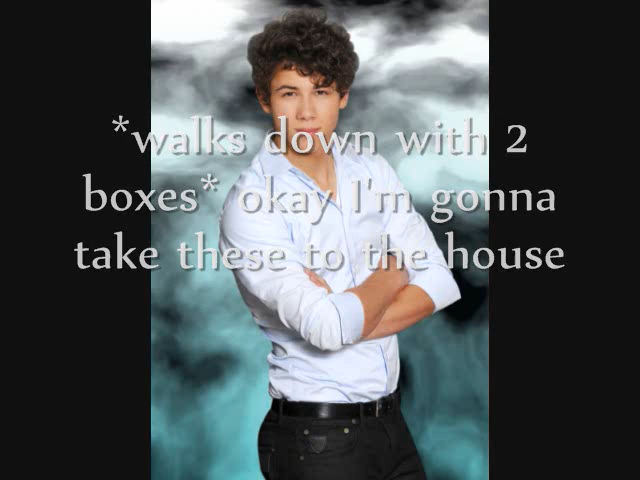 *walks down with 2
boxes* okay I'm gonna
take these to the house